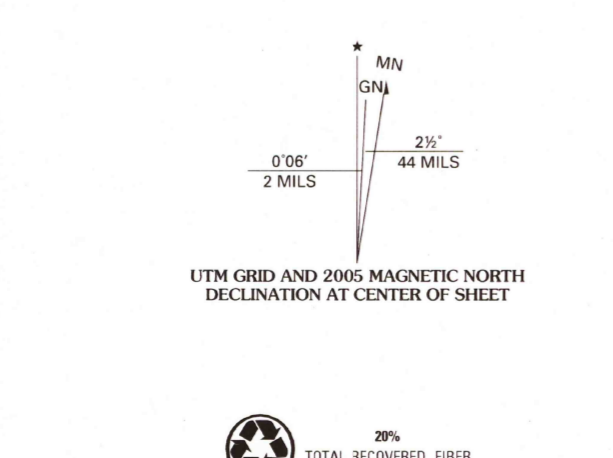 ★
MN
GN
2½°
44 MILS
0°06′
2 MILS
UTM GRID AND 2005 MAGNETIC NORTH
DECLINATION AT CENTER OF SHEET
20%
TOTAL RECOVERED FIBER